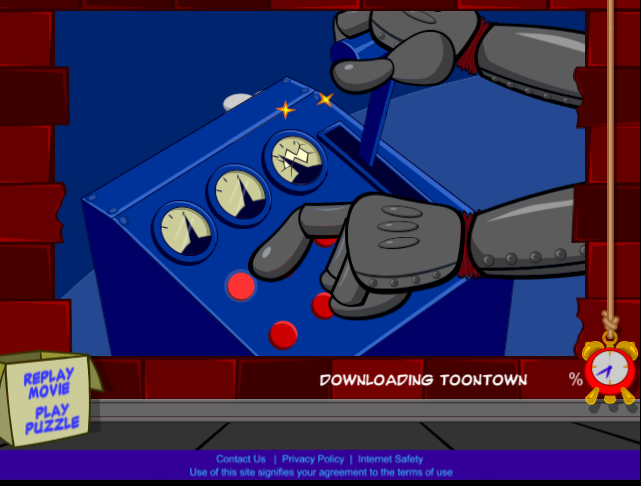 DOWNLOADING TOONTOWN %
REPLAY
MOVIE
PLAY
PUZZLE
Contact Us | Privacy Policy | Internet Safety
Use of this site signifies your agreement to the terms of use